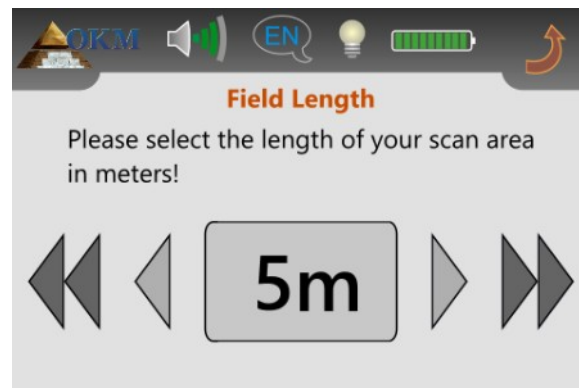 OKM EN
Field Length
Please select the length of your scan area
in meters!
5m